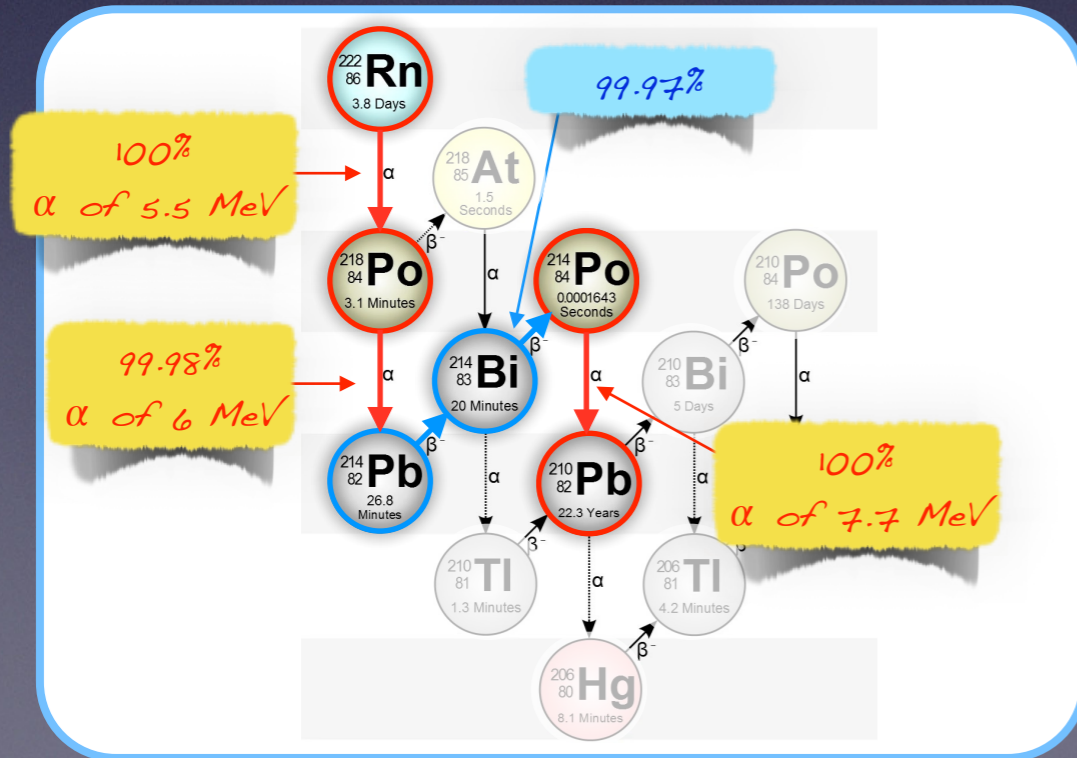 222
86 Rn
3.8 Days
99.97%
100%
α of 5.5 MeV
α
218
85 At
1.5
Seconds
β⁻
218
84 Po
3.1 Minutes
α
214
84 Po
0.0001643
Seconds
210
84 Po
138 Days
99.98%
α of 6 MeV
α
214
83 Bi
20 Minutes
β⁻
α
210
83 Bi
5 Days
β⁻
α
214
82 Pb
26.8
Minutes
β⁻
α
210
82 Pb
22.3 Years
β⁻
α
100%
α of 7.7 MeV
210
81 Tl
1.3 Minutes
β⁻
α
206
81 Tl
4.2 Minutes
206
80 Hg
8.1 Minutes
β⁻